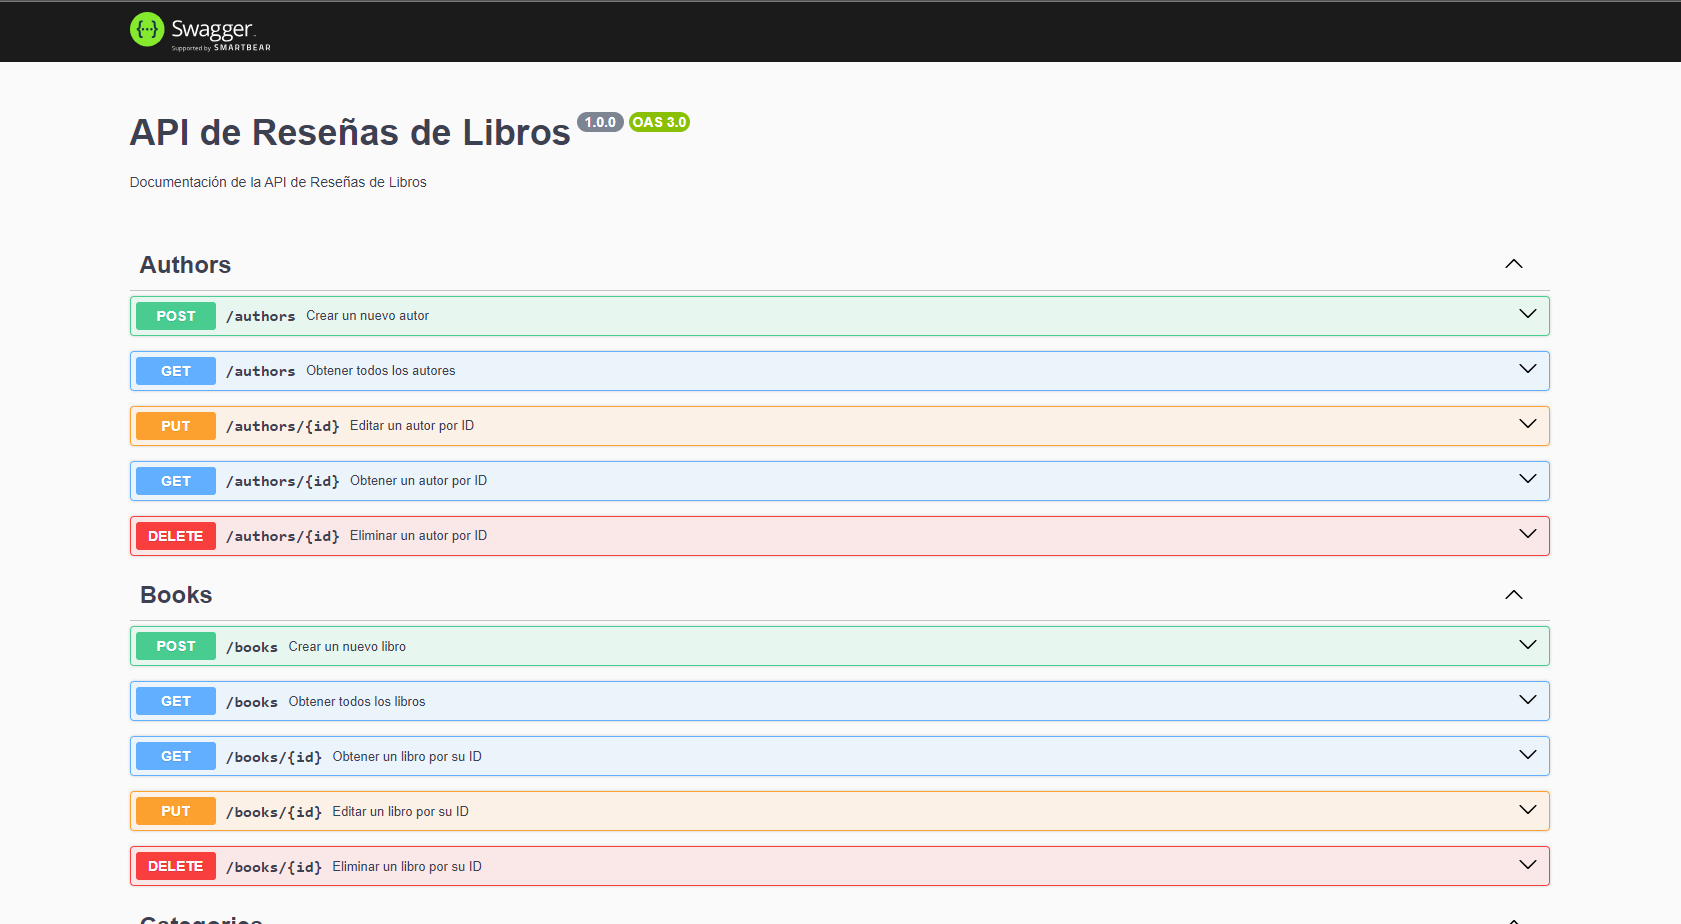 Swagger
Supported by SMARTBEAR
API de Reseñas de Libros 1.0.0 OAS 3.0
Documentación de la API de Reseñas de Libros
Authors
POST /authors Crear un nuevo autor
GET /authors Obtener todos los autores
PUT /authors/{id} Editar un autor por ID
GET /authors/{id} Obtener un autor por ID
DELETE /authors/{id} Eliminar un autor por ID
Books
POST /books Crear un nuevo libro
GET /books Obtener todos los libros
GET /books/{id} Obtener un libro por su ID
PUT /books/{id} Editar un libro por su ID
DELETE /books/{id} Eliminar un libro por su ID
Categories